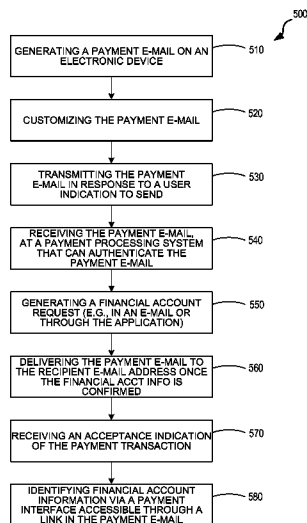 500
GENERATING A PAYMENT E-MAIL ON AN
ELECTRONIC DEVICE
510
CUSTOMIZING THE PAYMENT E-MAIL
520
TRANSMITTING THE PAYMENT
E-MAIL IN RESPONSE TO A USER
INDICATION TO SEND
530
RECEIVING THE PAYMENT E-MAIL,
AT A PAYMENT PROCESSING SYSTEM
THAT CAN AUTHENTICATE THE
PAYMENT E-MAIL
540
GENERATING A FINANCIAL ACCOUNT
REQUEST (E.G., IN AN E-MAIL OR
THROUGH THE APPLICATION)
550
DELIVERING THE PAYMENT E-MAIL TO
THE RECIPIENT E-MAIL ADDRESS ONCE
THE FINANCIAL ACCT INFO IS
CONFIRMED
560
RECEIVING AN ACCEPTANCE INDICATION
OF THE PAYMENT TRANSACTION
570
IDENTIFYING FINANCIAL ACCOUNT
INFORMATION VIA A PAYMENT
INTERFACE ACCESSIBLE THROUGH A
LINK IN THE PAYMENT E-MAIL
580